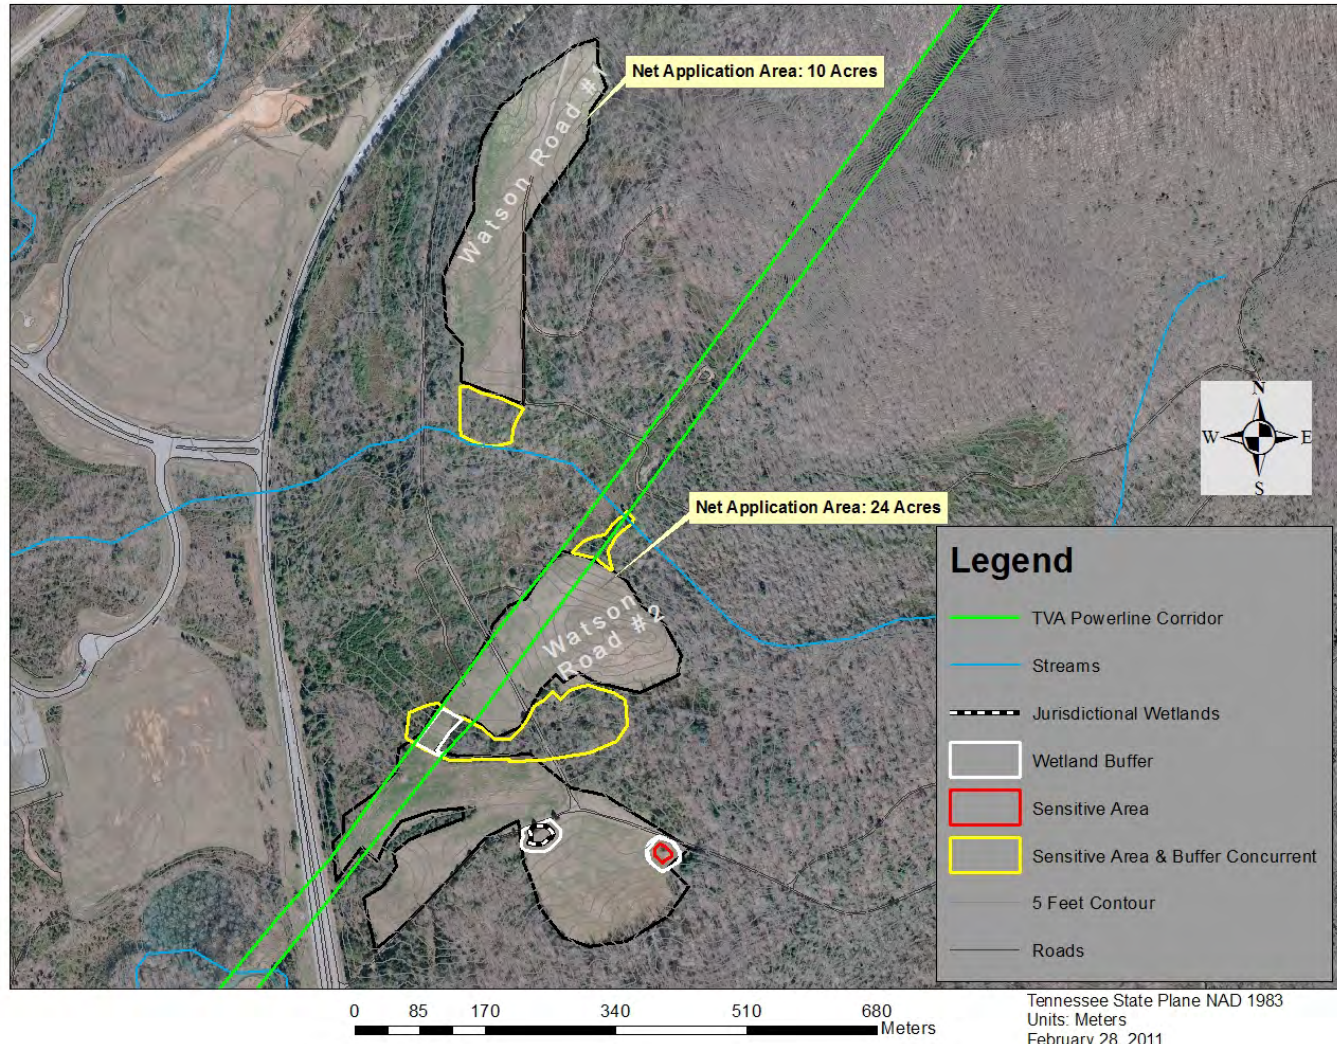 Net Application Area: 10 Acres
Watson Road #1
N
W E
S
Net Application Area: 24 Acres
Watson
Road #2
Legend
TVA Powerline Corridor
Streams
Jurisdictional Wetlands
Wetland Buffer
Sensitive Area
Sensitive Area & Buffer Concurrent
5 Feet Contour
Roads
0 85 170 340 510 680
Meters
Tennessee State Plane NAD 1983
Units: Meters
February 28, 2011